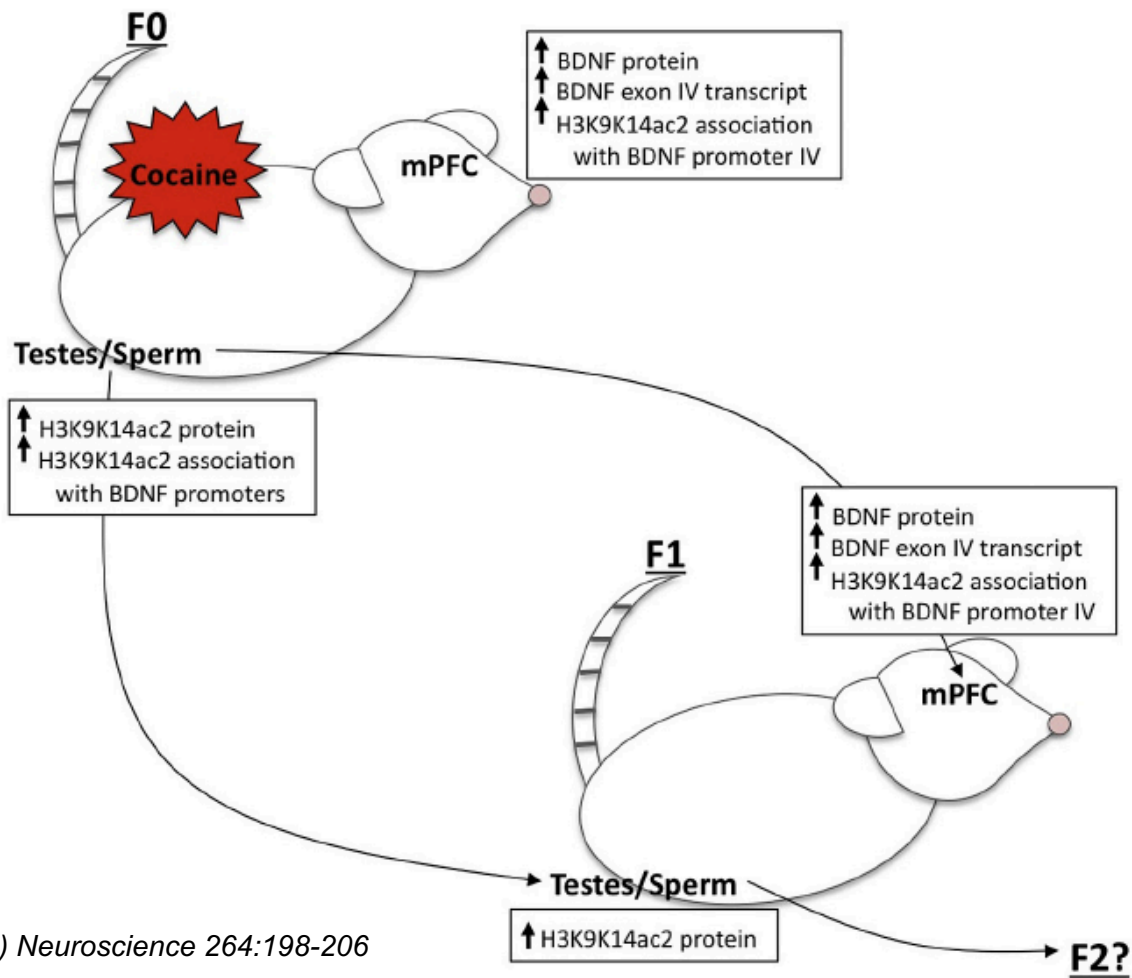 F0
↑ BDNF protein
↑ BDNF exon IV transcript
↑ H3K9K14ac2 association
with BDNF promoter IV
Cocaine
mPFC
Testes/Sperm
↑ H3K9K14ac2 protein
↑ H3K9K14ac2 association
with BDNF promoters
↑ BDNF protein
↑ BDNF exon IV transcript
↑ H3K9K14ac2 association
with BDNF promoter IV
F1
mPFC
Testes/Sperm
↑ H3K9K14ac2 protein
) Neuroscience 264:198-206
F2?